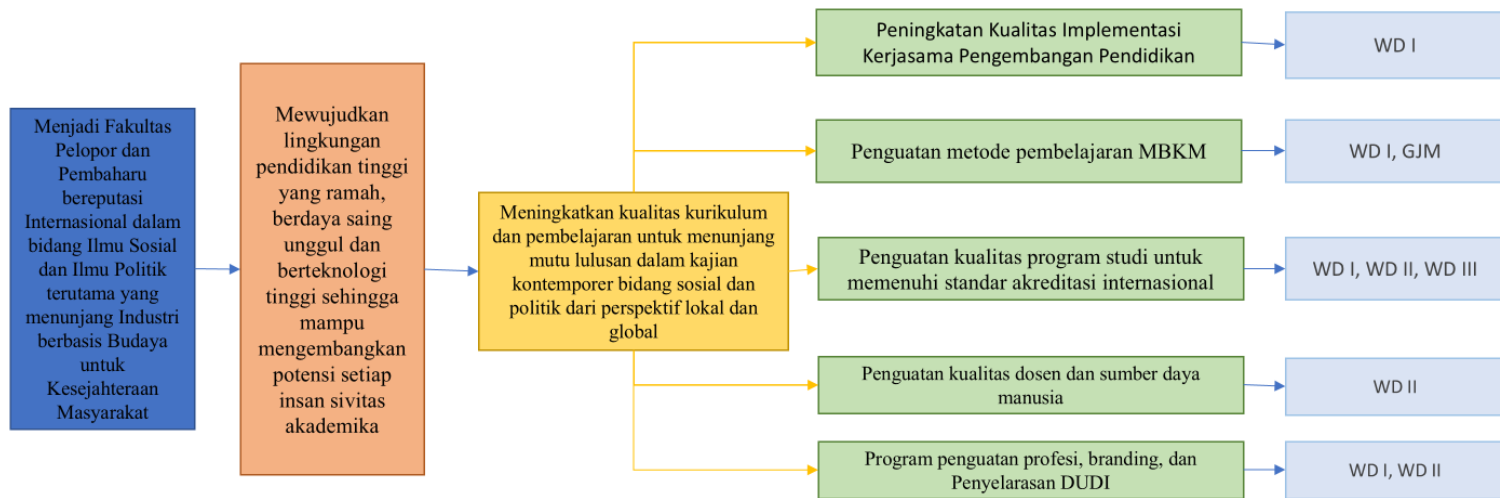 Menjadi Fakultas
Pelopor dan
Pembaharu
bereputasi
Internasional dalam
bidang Ilmu Sosial
dan Ilmu Politik
terutama yang
menunjang Industri
berbasis Budaya
untuk
Kesejahteraan
Masyarakat
Mewujudkan
lingkungan
pendidikan tinggi
yang ramah,
berdaya saing
unggul dan
berteknologi
tinggi sehingga
mampu
mengembangkan
potensi setiap
insan sivitas
akademika
Meningkatkan kualitas kurikulum
dan pembelajaran untuk menunjang
mutu lulusan dalam kajian
kontemporer bidang sosial dan
politik dari perspektif lokal dan
global
Peningkatan Kualitas Implementasi
Kerjasama Pengembangan Pendidikan
WD I
Penguatan metode pembelajaran MBKM
WD I, GJM
Penguatan kualitas program studi untuk
memenuhi standar akreditasi internasional
WD I, WD II, WD III
Penguatan kualitas dosen dan sumber daya
manusia
WD II
Program penguatan profesi, branding, dan
Penyelarasan DUDI
WD I, WD II